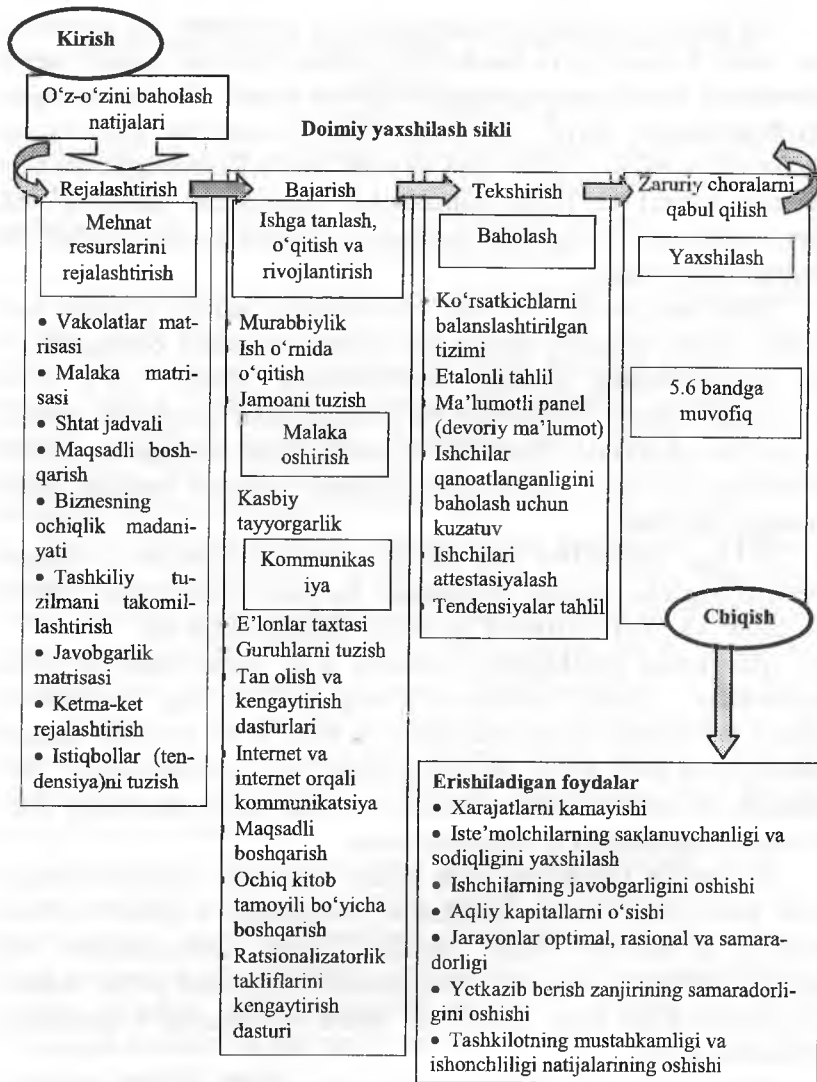 Kirish
O‘z-o‘zini baholash
natijalari
Doimiy yaxshilash sikli
Rejalashtirish
Mehnat
resurslarini
rejalashtirish
• Vakolatlar mat-
risasi
• Malaka matri-
sasi
• Shtat jadvali
• Maqsadli bosh-
qarish
• Biznesning
ochiqlik madani-
yati
• Tashkiliy tu-
zilmani takomil-
lashtirish
• Javobgarlik
matrisasi
• Ketma-ket
rejalashtirish
• Istiqbollar (ten-
densiya)ni tuzish
Bajarish
Ishga tanlash,
o‘qitish va
rivojlantirish
• Murabbiylik
• Ish o‘rnida
o‘qitish
• Jamoani tuzish
Malaka
oshirish
Kasbiy
tayyorgarlik
Kommunikas
iya
• E’lonlar taxtasi
• Guruhlarni tuzish
• Tan olish va
kengaytirish
dasturlari
• Internet va
internet orqali
kommunikatsiya
• Maqsadli
boshqarish
• Ochiq kitob
tamoyili bo‘yicha
boshqarish
• Ratsionalizatorlik
takliflarini
kengaytirish
dasturi
Tekshirish
Baholash
• Ko‘rsatkichlarni
balanslashtirilgan
tizimi
• Etalonli tahlil
• Ma’lumotli panel
(devoriy ma’lumot)
• Ishchilar
qanoatlanganligini
baholash uchun
kuzatuv
• Ishchilari
attestasiyalash
• Tendensiyalar tahlil
Zaruriy choralarni
qabul qilish
Yaxshilash
5.6 bandga
muvofiq
Chiqish
Erishiladigan foydalar
• Xarajatlarni kamayishi
• Iste’molchilarning saқlanuvchanligi va
sodiqligini yaxshilash
• Ishchilarning javobgarligini oshishi
• Aqliy kapitallarni o‘sishi
• Jarayonlar optimal, rasional va samara-
dorligi
• Yetkazib berish zanjirining samaradorli-
gini oshishi
• Tashkilotning mustahkamligi va
ishonchliligi natijalarining oshishi